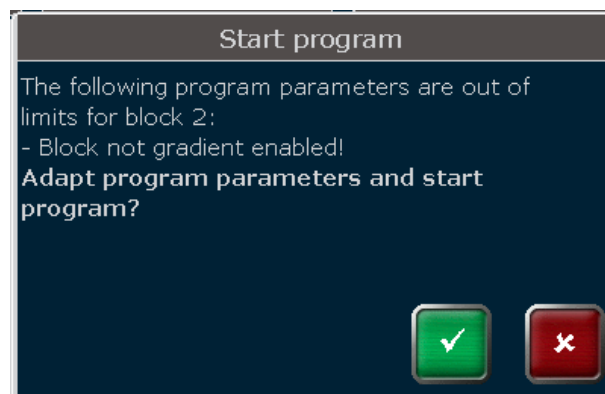 Start program
The following program parameters are out of
limits for block 2:
- Block not gradient enabled!
Adapt program parameters and start
program?